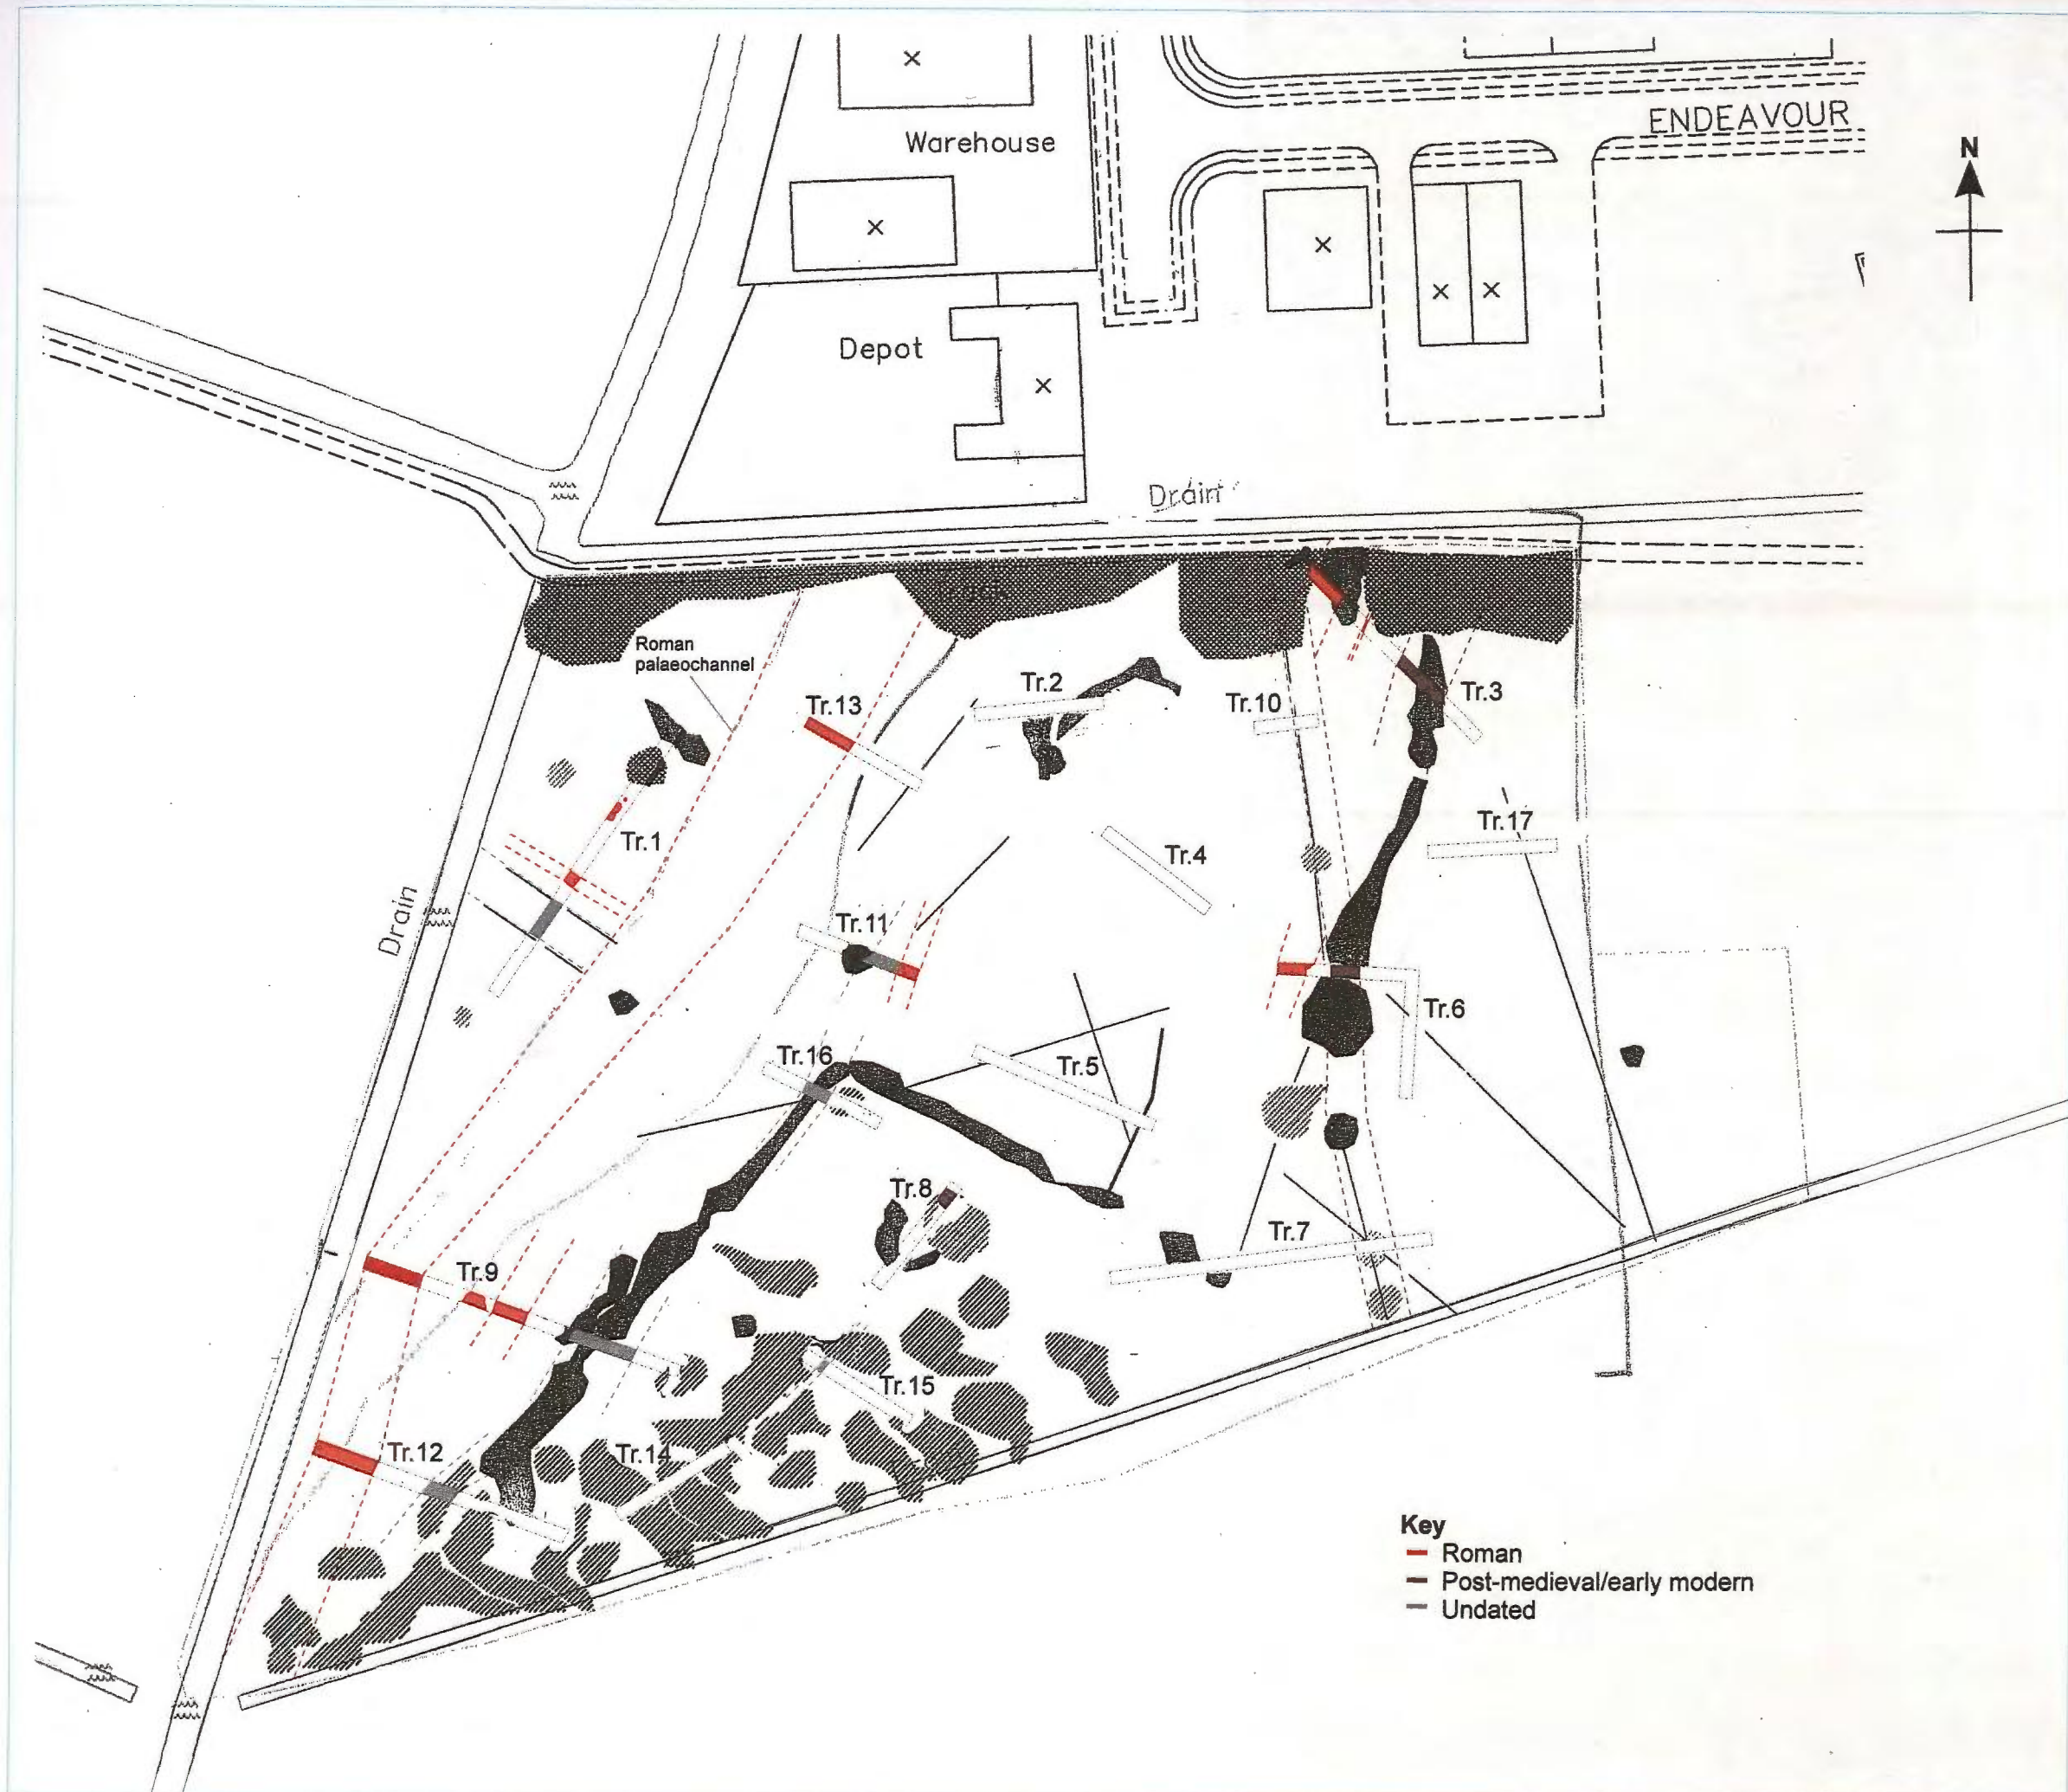 Warehouse
ENDEAVOUR
N
Depot
Drain
Roman
palaeochannel
Tr.13
Tr.2
Tr.10
Tr.3
Tr.1
Tr.4
Tr.17
Drain
Tr.11
Tr.6
Tr.16
Tr.5
Tr.8
Tr.7
Tr.9
Tr.15
Tr.12
Tr.14
Key
Roman
Post-medieval/early modern
Undated